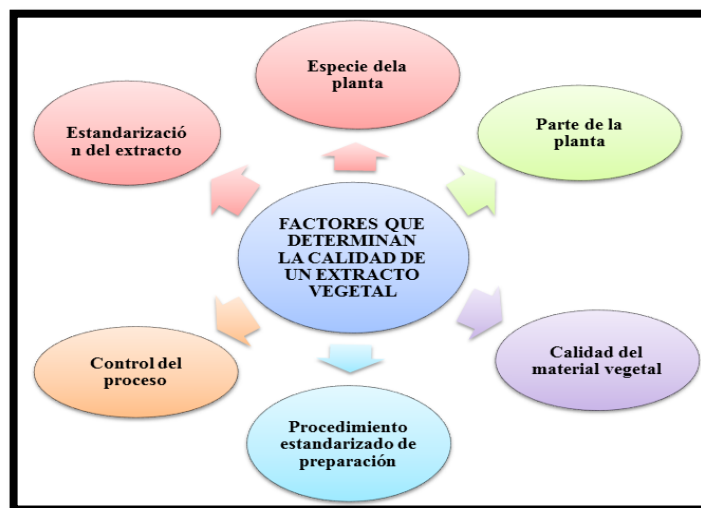 Especie dela
planta
Estandarizació
n del extracto
Parte de la
planta
FACTORES QUE
DETERMINAN
LA CALIDAD DE
UN EXTRACTO
VEGETAL
Control del
proceso
Calidad del
material vegetal
Procedimiento
estandarizado de
preparación